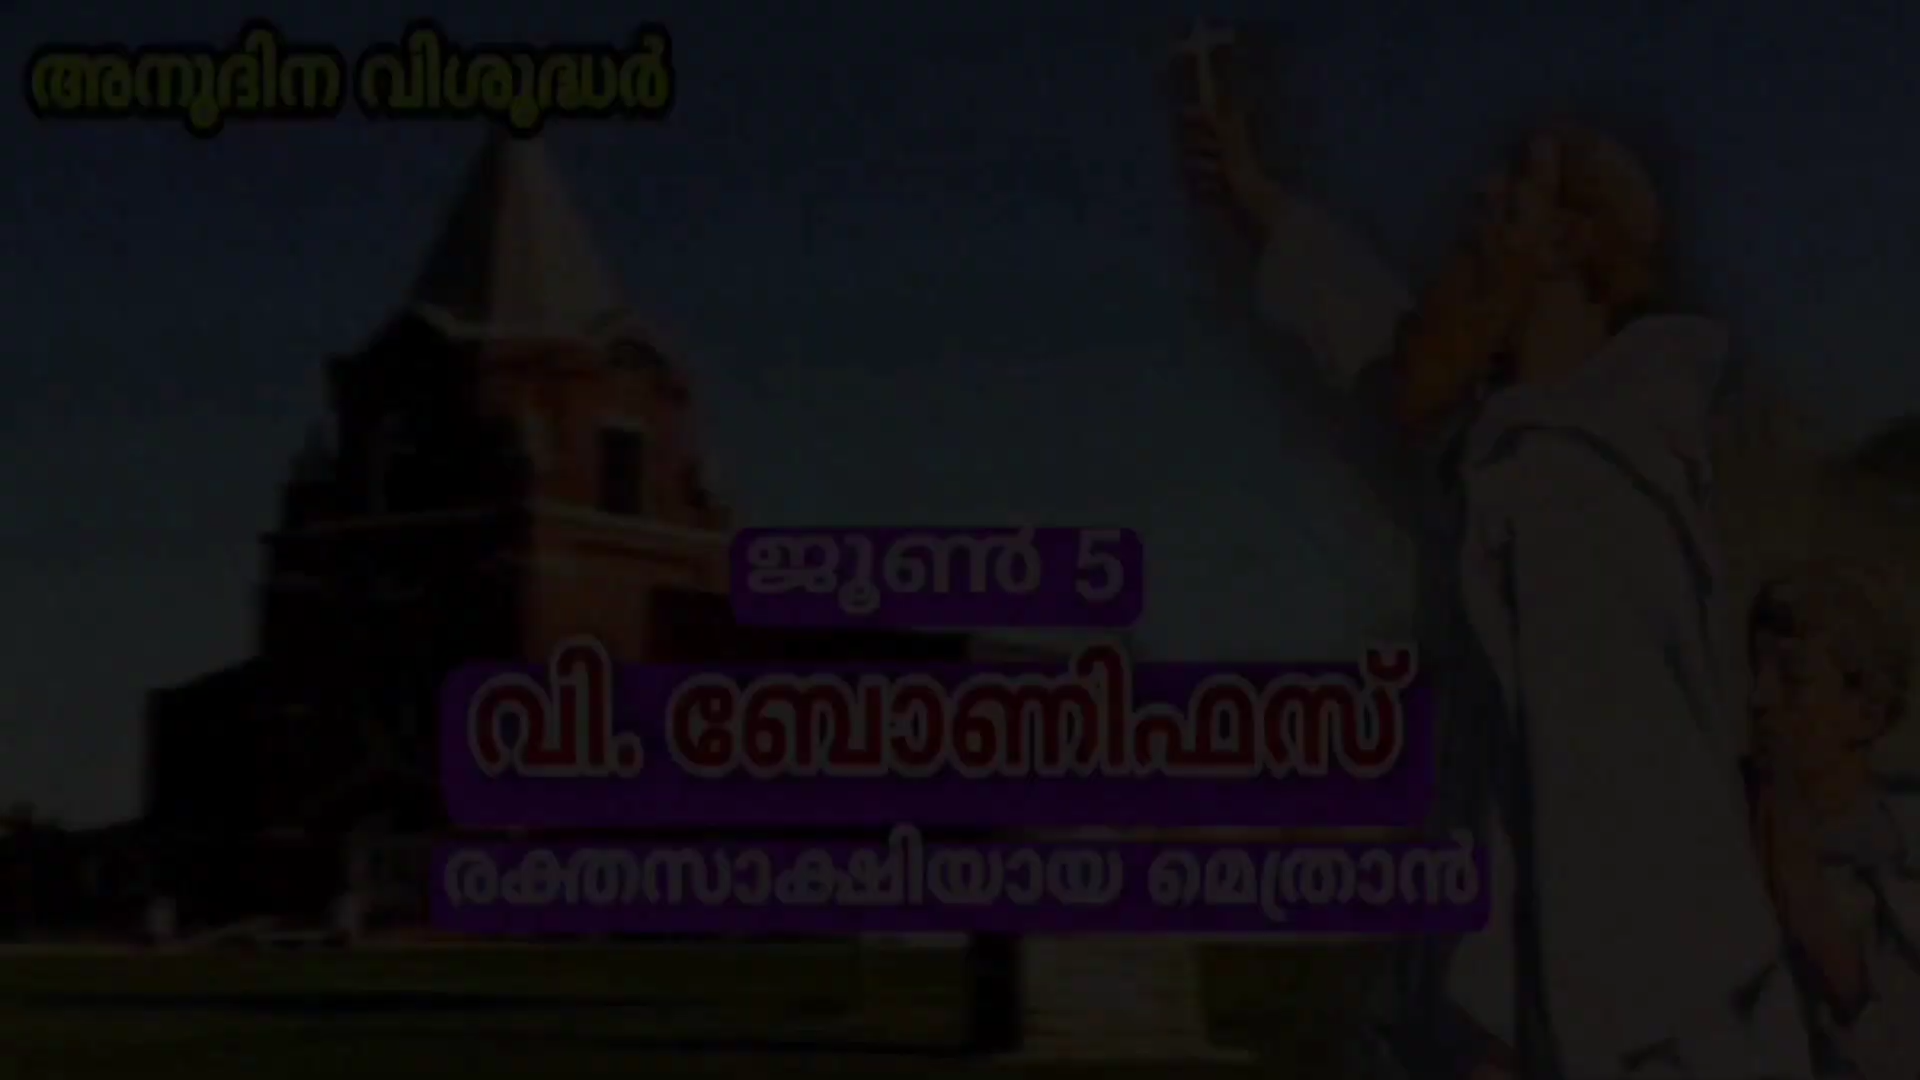 അനുദിന വിശുദ്ധർ
ജൂൺ 5
വി. ബോണിഫസ്
രക്തസാക്ഷിയായ മെത്രാൻ